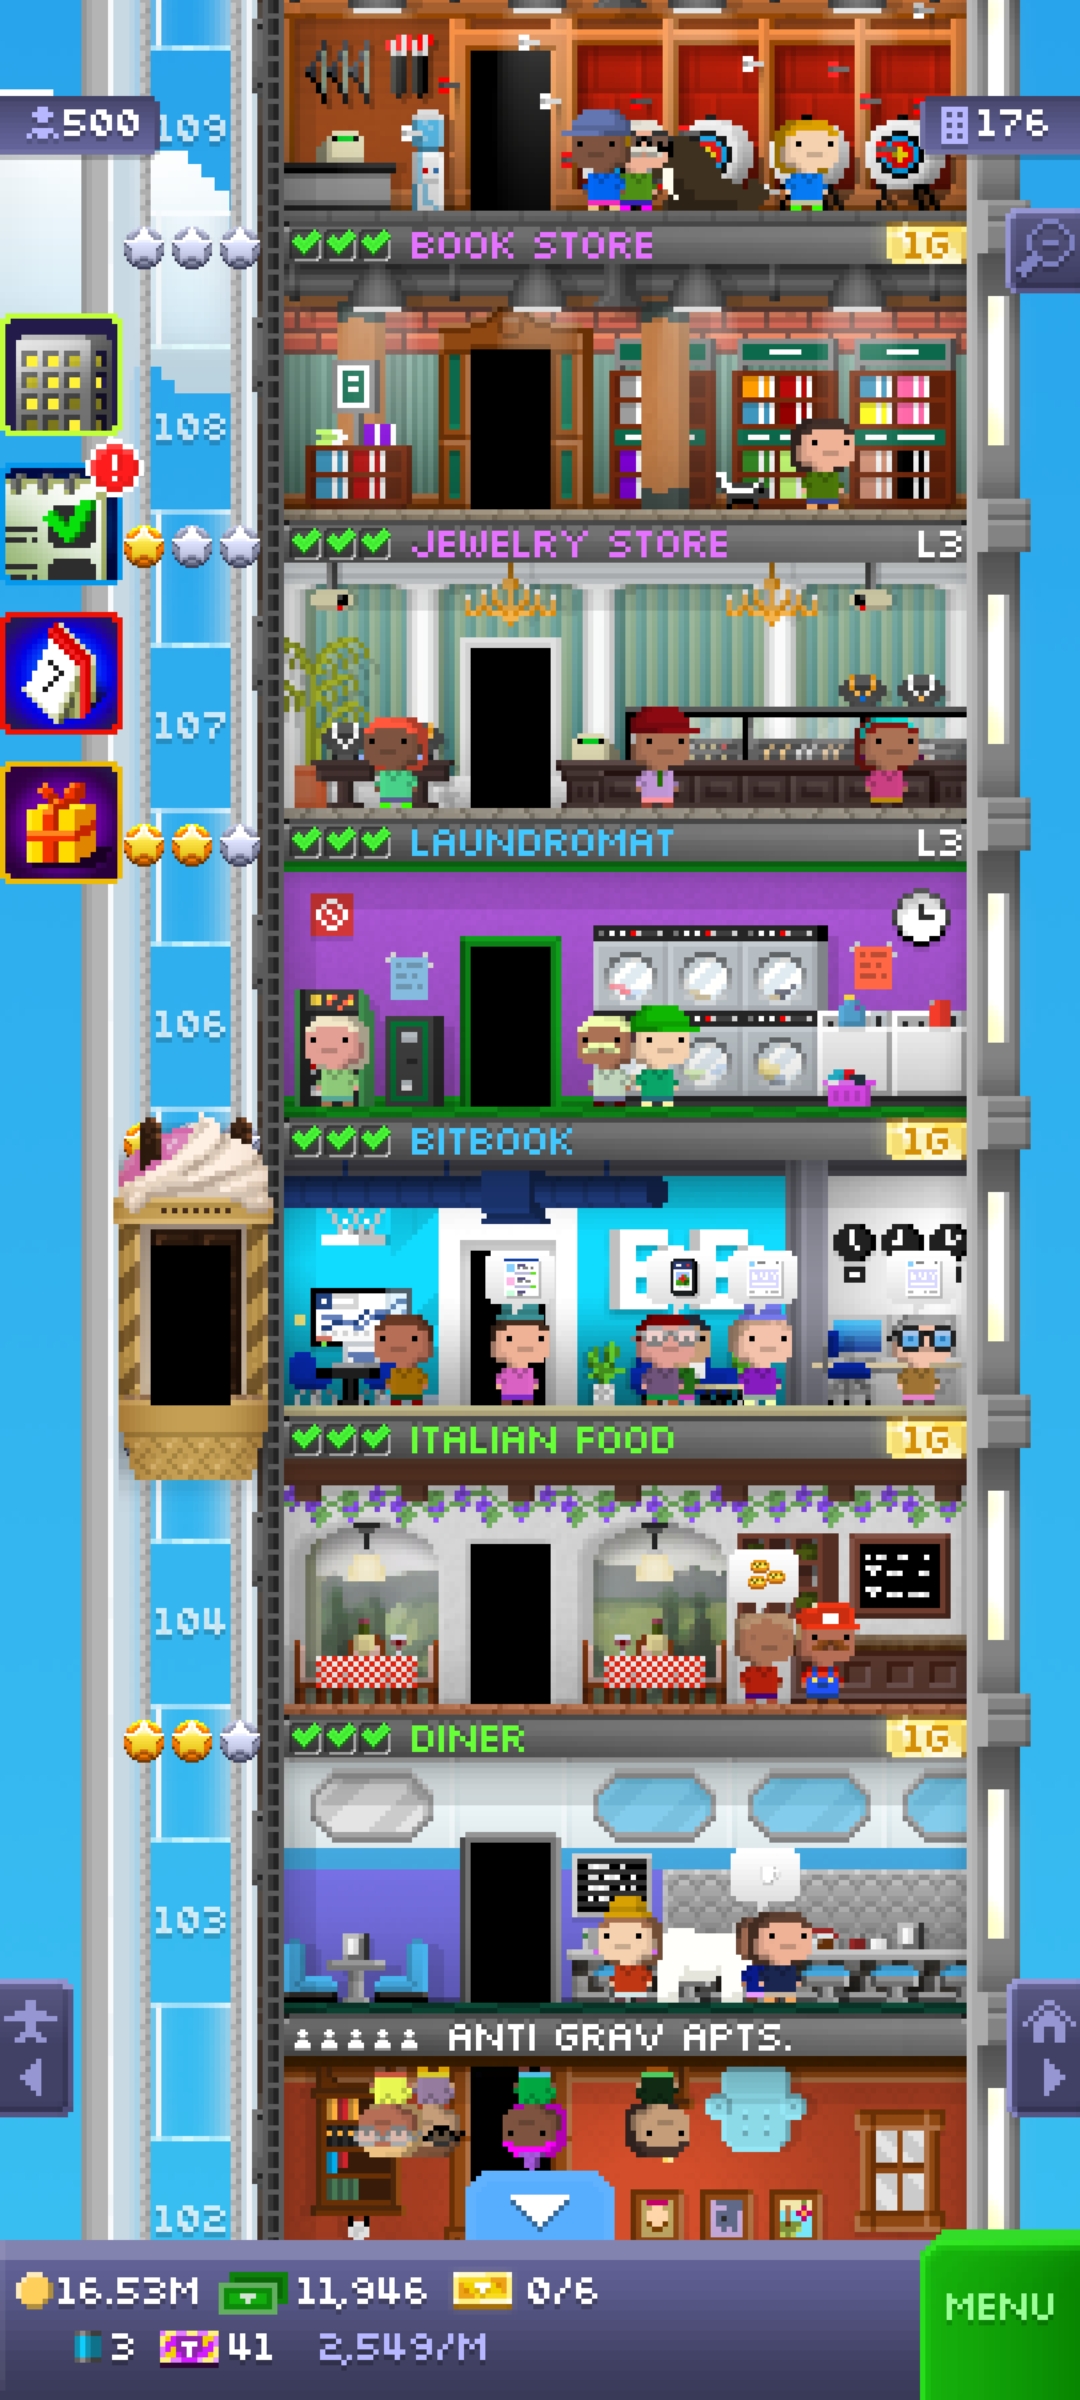 500
109
176
BOOK STORE 1G
108
JEWELRY STORE L3
107
LAUNDROMAT L3
106
BITBOOK 1G
ITALIAN FOOD 1G
104
DINER 1G
103
ANTI GRAV APTS.
102
16.53M 11,946 0/6
MENU
3 T 41 2,549/M